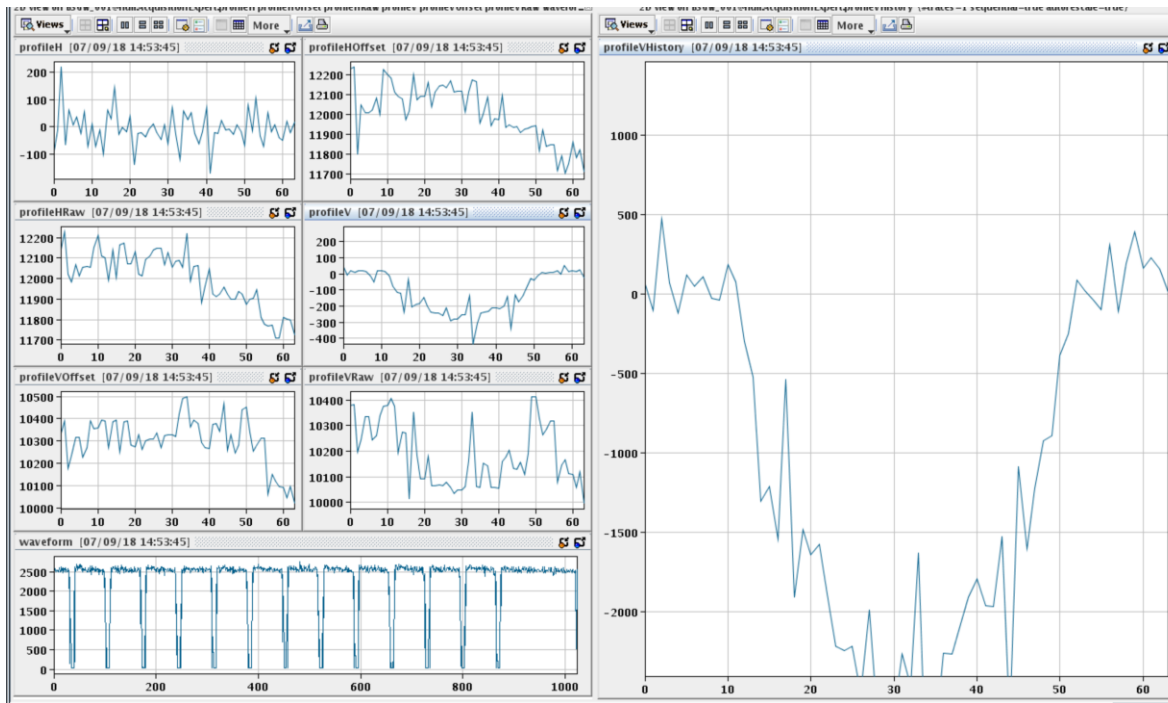 Views More
profileH [07/09/18 14:53:45]
200
100
0
-100
0 10 20 30 40 50 60
profileHOffset [07/09/18 14:53:45]
12200
12100
12000
11900
11800
11700
0 10 20 30 40 50 60
profileHRaw [07/09/18 14:53:45]
12200
12100
12000
11900
11800
11700
0 10 20 30 40 50 60
profileV [07/09/18 14:53:45]
200
100
0
-100
-200
-300
-400
0 10 20 30 40 50 60
profileVOffset [07/09/18 14:53:45]
10500
10400
10300
10200
10100
10000
0 10 20 30 40 50 60
profileVRaw [07/09/18 14:53:45]
10400
10300
10200
10100
10000
0 10 20 30 40 50 60
waveform [07/09/18 14:53:45]
2500
2000
1500
1000
500
0
0 200 400 600 800 1000
Views More
profileVHistory [07/09/18 14:53:45]
1000
500
0
-500
-1000
-1500
-2000
0 10 20 30 40 50 60